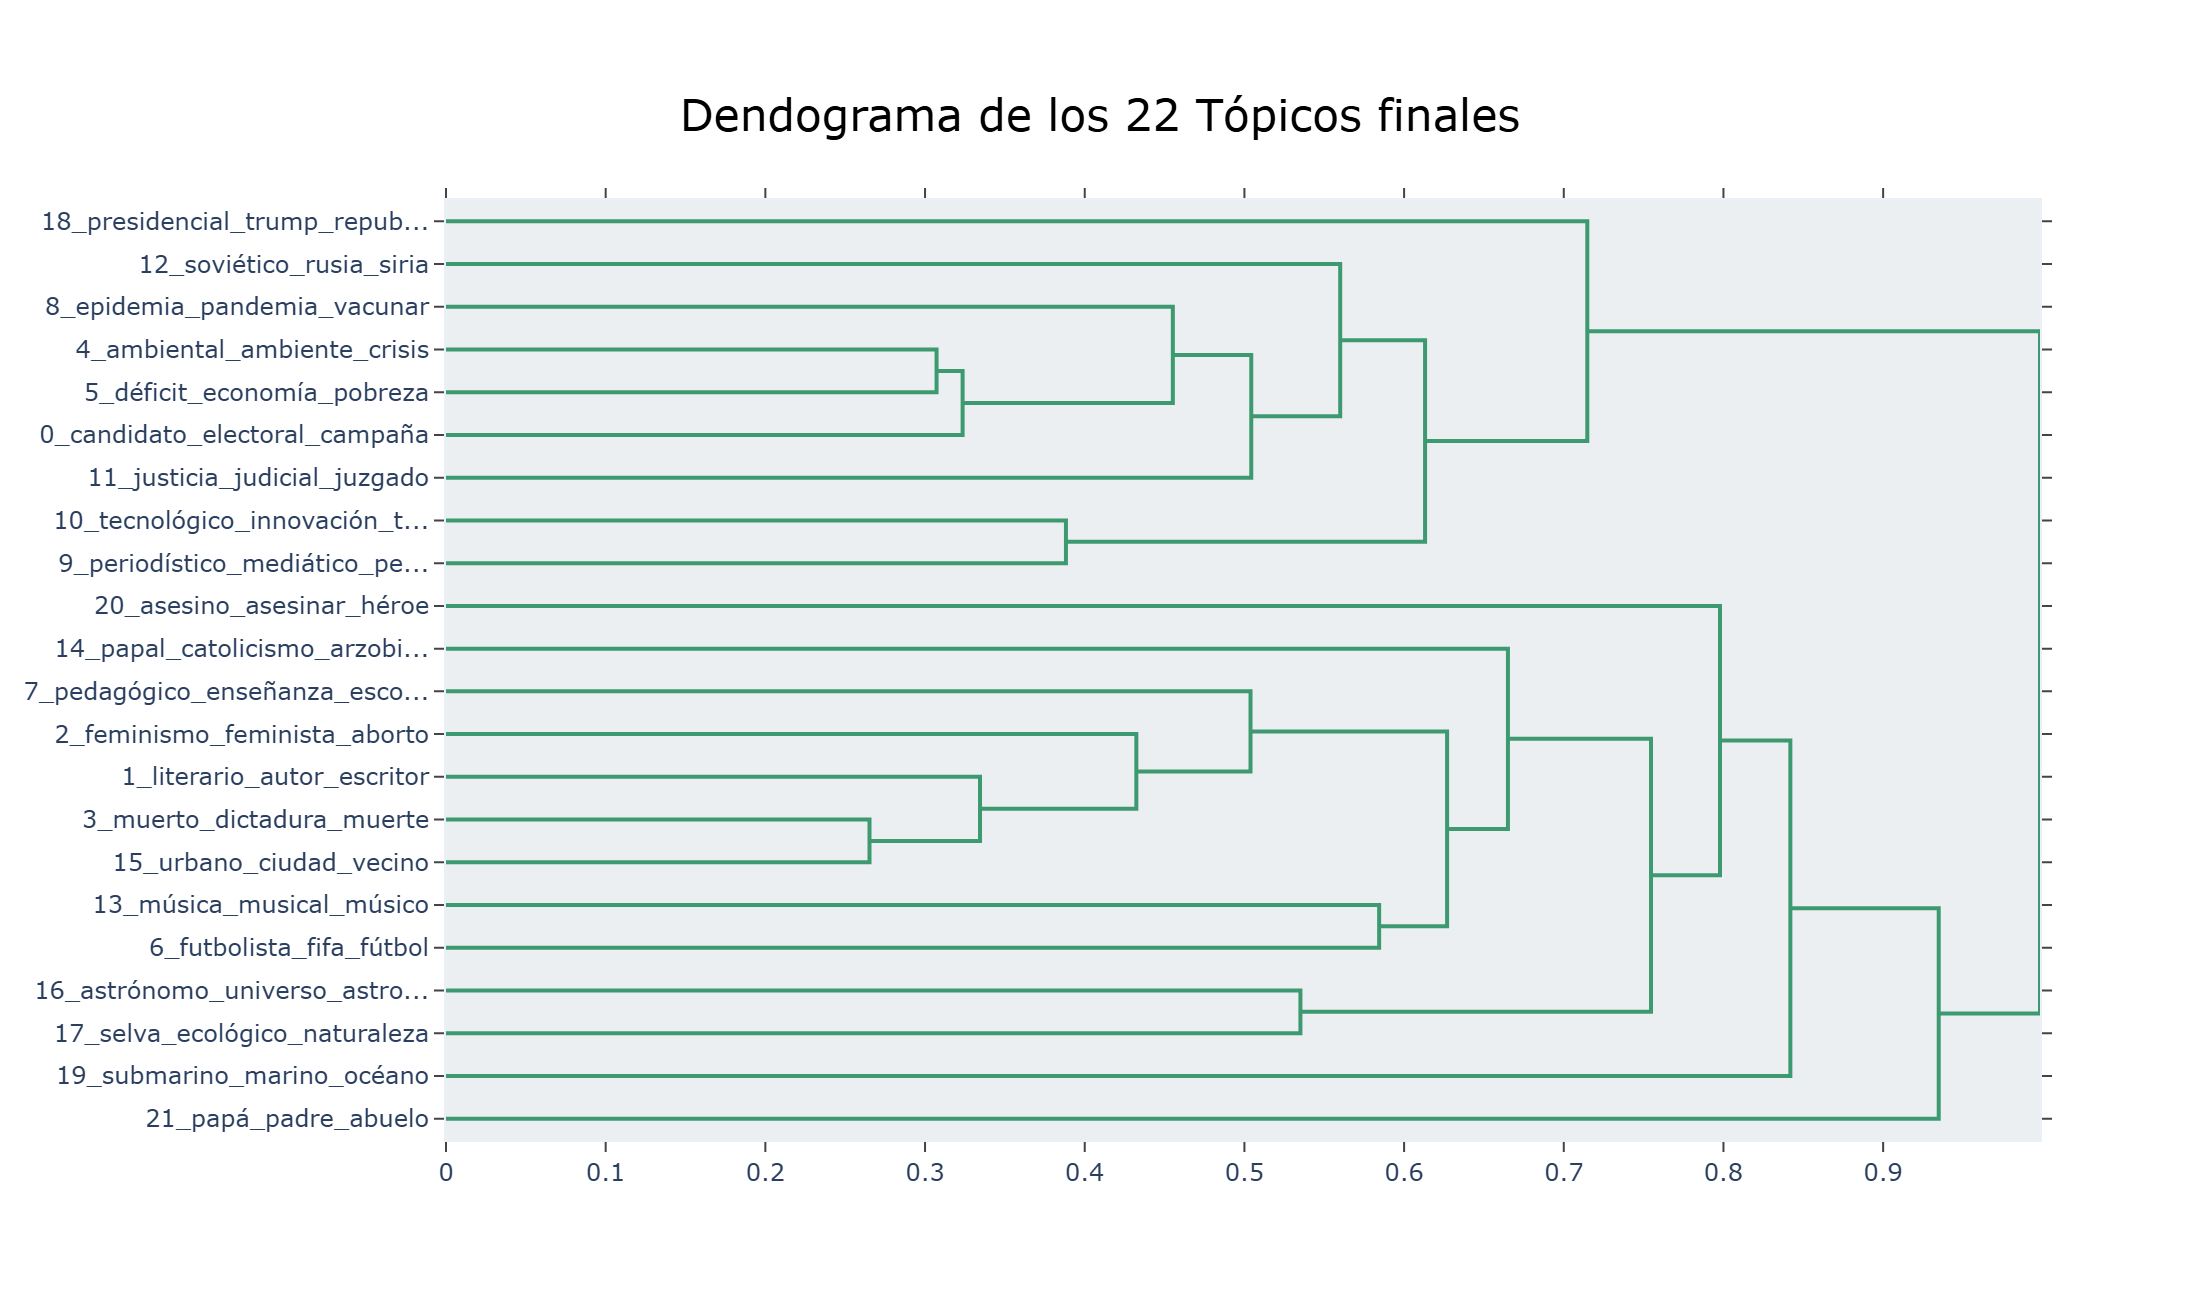 Dendograma de los 22 Tópicos finales
18_presidencial_trump_repub...
12_soviético_rusia_siria
8_epidemia_pandemia_vacunar
4_ambiental_ambiente_crisis
5_déficit_economía_pobreza
0_candidato_electoral_campaña
11_justicia_judicial_juzgado
10_tecnológico_innovación_t...
9_periodístico_mediático_pe...
20_asesino_asesinar_héroe
14_papal_catolicismo_arzobi...
7_pedagógico_enseñanza_esco...
2_feminismo_feminista_aborto
1_literario_autor_escritor
3_muerto_dictadura_muerte
15_urbano_ciudad_vecino
13_música_musical_músico
6_futbolista_fifa_fútbol
16_astrónomo_universo_astro...
17_selva_ecológico_naturaleza
19_submarino_marino_océano
21_papá_padre_abuelo
0 0.1 0.2 0.3 0.4 0.5 0.6 0.7 0.8 0.9